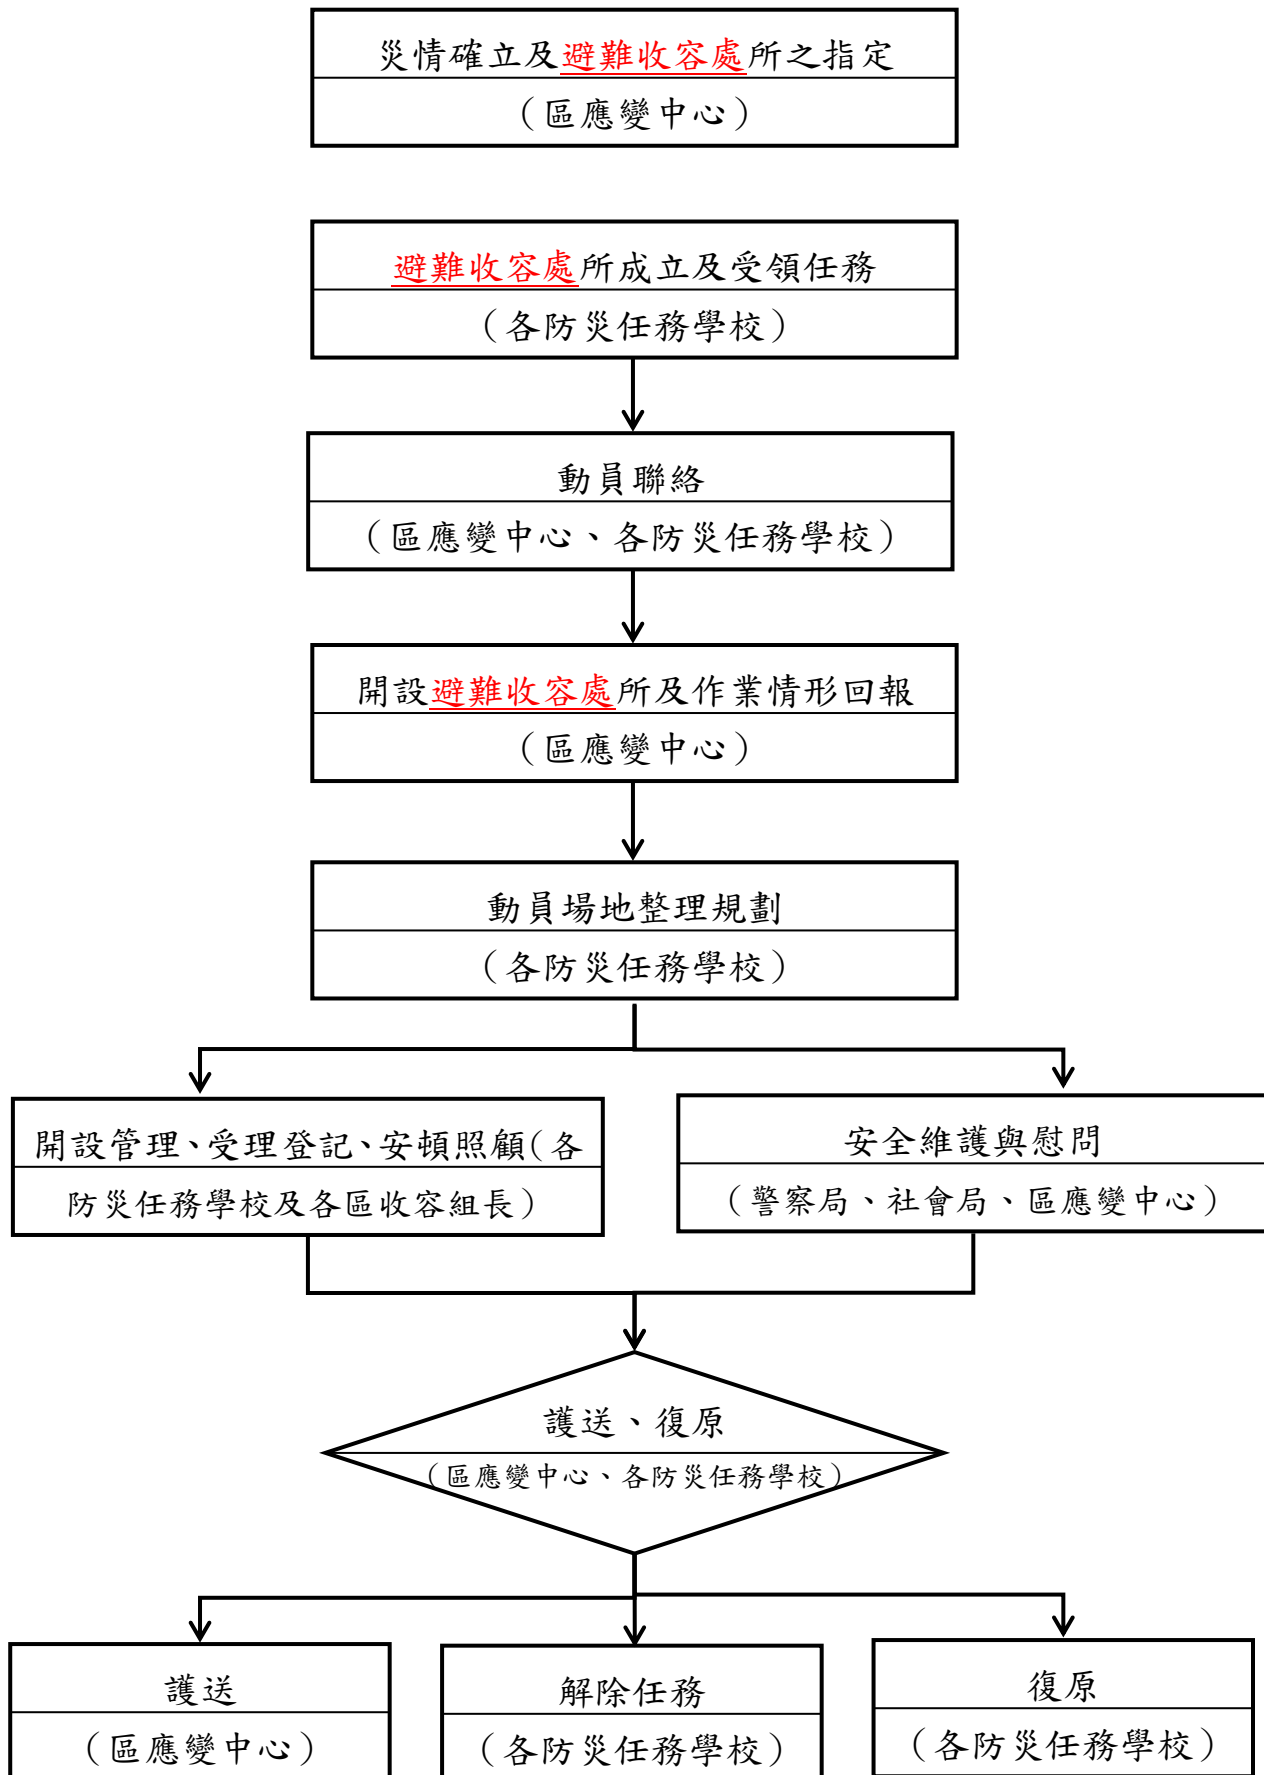 災情確立及避難收容處所之指定
（區應變中心）
避難收容處所成立及受領任務
（各防災任務學校）
動員聯絡
（區應變中心、各防災任務學校）
開設避難收容處所及作業情形回報
（區應變中心）
動員場地整理規劃
（各防災任務學校）
開設管理、受理登記、安頓照顧（各
防災任務學校及各區收容組長）
安全維護與慰問
（警察局、社會局、區應變中心）
護送、復原
（區應變中心、各防災任務學校）
護送
（區應變中心）
解除任務
（各防災任務學校）
復原
（各防災任務學校）